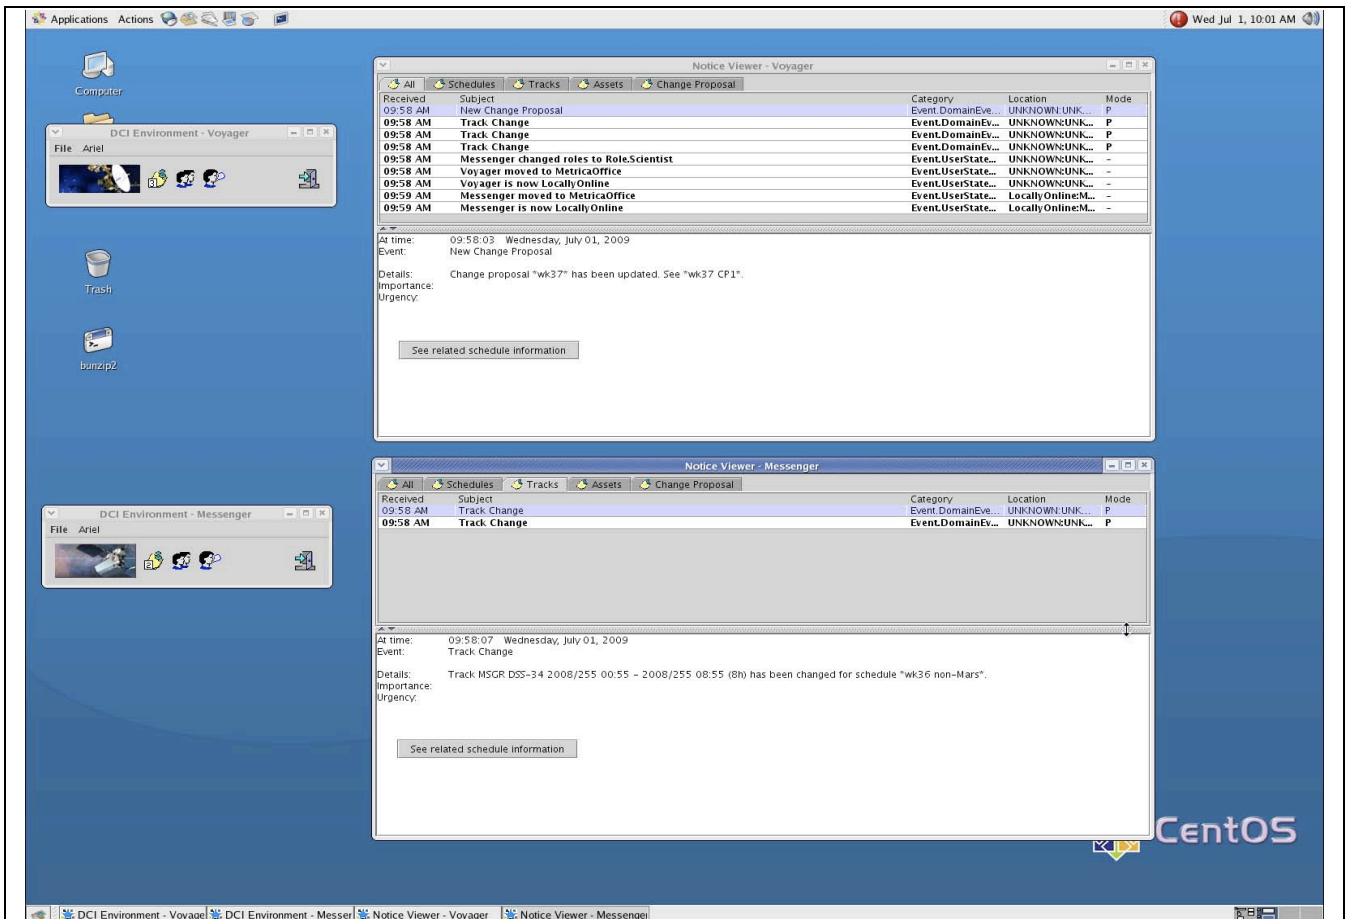 Applications Actions Wed Jul 1, 10:01 AM
Computer
DCI Environment - Voyager
File Ariel
Trash
bunzip2
DCI Environment - Messenger
File Ariel
Notice Viewer - Voyager
All Schedules Tracks Assets Change Proposal
Received Subject Category Location Mode
09:58 AM New Change Proposal Event.DomainEve... UNKNOWN:UNK... P
09:58 AM Track Change Event.DomainEv... UNKNOWN:UNK... P
09:58 AM Track Change Event.DomainEv... UNKNOWN:UNK... P
09:58 AM Track Change Event.DomainEv... UNKNOWN:UNK... P
09:58 AM Messenger changed roles to Role.Scientist Event.UserState... UNKNOWN:UNK... -
09:58 AM Voyager moved to MetricaOffice Event.UserState... UNKNOWN:UNK... -
09:58 AM Voyager is now LocallyOnline Event.UserState... UNKNOWN:UNK... -
09:59 AM Messenger moved to MetricaOffice Event.UserState... LocallyOnline:M... -
09:59 AM Messenger is now LocallyOnline Event.UserState... LocallyOnline:M... -
At time: 09:58:03 Wednesday, July 01, 2009
Event: New Change Proposal
Details: Change proposal "wk37" has been updated. See "wk37 CP1".
Importance:
Urgency:
See related schedule information
Notice Viewer - Messenger
All Schedules Tracks Assets Change Proposal
Received Subject Category Location Mode
09:58 AM Track Change Event.DomainEve... UNKNOWN:UNK... P
09:58 AM Track Change Event.DomainEv... UNKNOWN:UNK... P
At time: 09:58:07 Wednesday, July 01, 2009
Event: Track Change
Details: Track MSGR DSS-34 2008/255 00:55 - 2008/255 08:55 (8h) has been changed for schedule "wk36 non-Mars".
Importance:
Urgency:
See related schedule information
CentOS
DCI Environment - Voyage DCI Environment - Messer Notice Viewer - Voyager Notice Viewer - Messenger